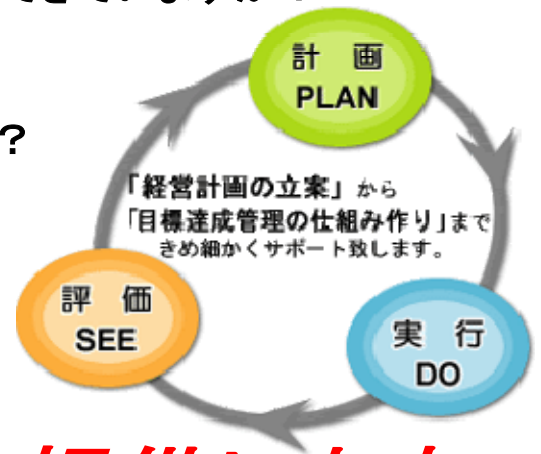 ？
計 画
PLAN
「経営計画の立案」から
「目標達成管理の仕組み作り」まで
きめ細かくサポート致します。
評 価
SEE
実 行
DO